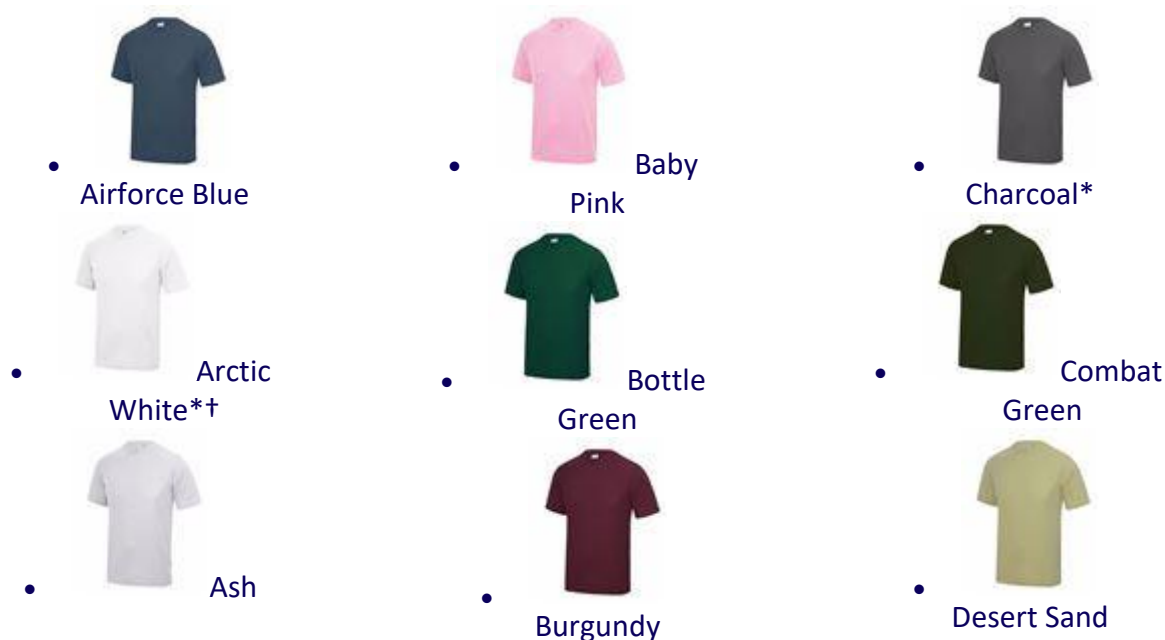 • Airforce Blue
• Baby
Pink
• Charcoal*
• Arctic
White*†
• Bottle
Green
• Combat
Green
• Ash
• Burgundy
• Desert Sand